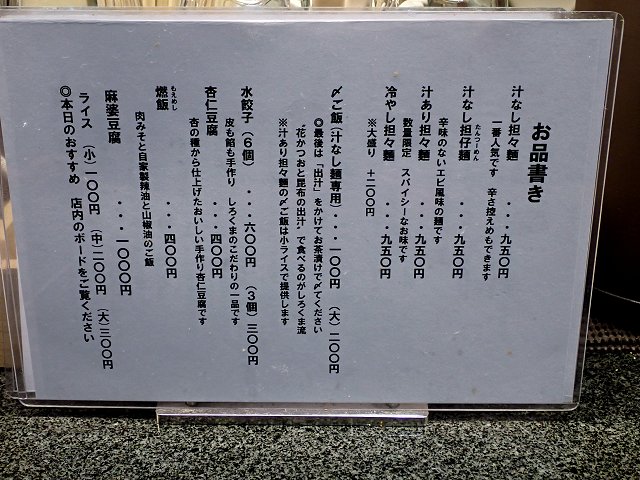 お品書き
汁なし担々麺 ・・・・九五〇円
一番人気です 辛さ控えめもできます
汁なし担仔麺 ・・・・九五〇円
たんつーめん
辛味のないエビ風味の麺です
汁あり担々麺 ・・・・九五〇円
数量限定 スパイシーなお味です
冷やし担々麺 ・・・・九五〇円
※大盛り +二〇〇円
〆ご飯(汁なし麺専用)・・・・一〇〇円 (大)二〇〇円
◎最後は「出汁」をかけてお茶漬けで〆てください
“花かつおと昆布の出汁”で食べるのがしろくま流
※汁あり担々麺の〆ご飯は小ライスで提供します
水餃子(6個)・・・・六〇〇円 (3個)三〇〇円
皮も餡も手作り しろくまのこだわりの一品です
杏仁豆腐 ・・・・四〇〇円
杏の種から仕上げたおいしい手作り杏仁豆腐です
もえめし
燃飯 ・・・・四〇〇円
肉みそと自家製辣油と山椒油のご飯
麻婆豆腐 ・・・・一〇〇〇円
ライス (小)一〇〇円 (中)二〇〇円 (大)三〇〇円
◎本日のおすすめ 店内のボードをご覧ください